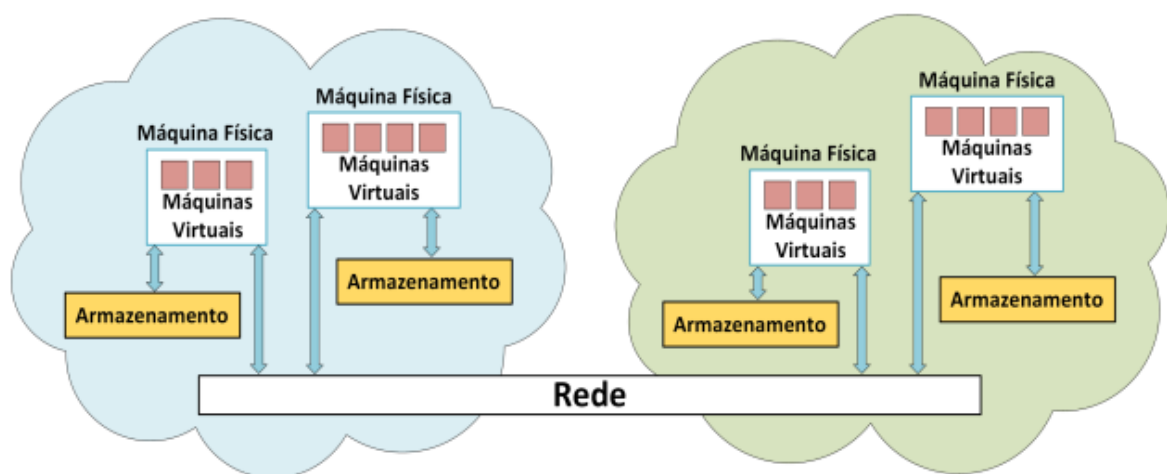 Máquina Física
Máquina Física
Máquinas
Virtuais
Máquinas
Virtuais
Armazenamento
Armazenamento
Máquina Física
Máquina Física
Máquinas
Virtuais
Máquinas
Virtuais
Armazenamento
Armazenamento
Rede